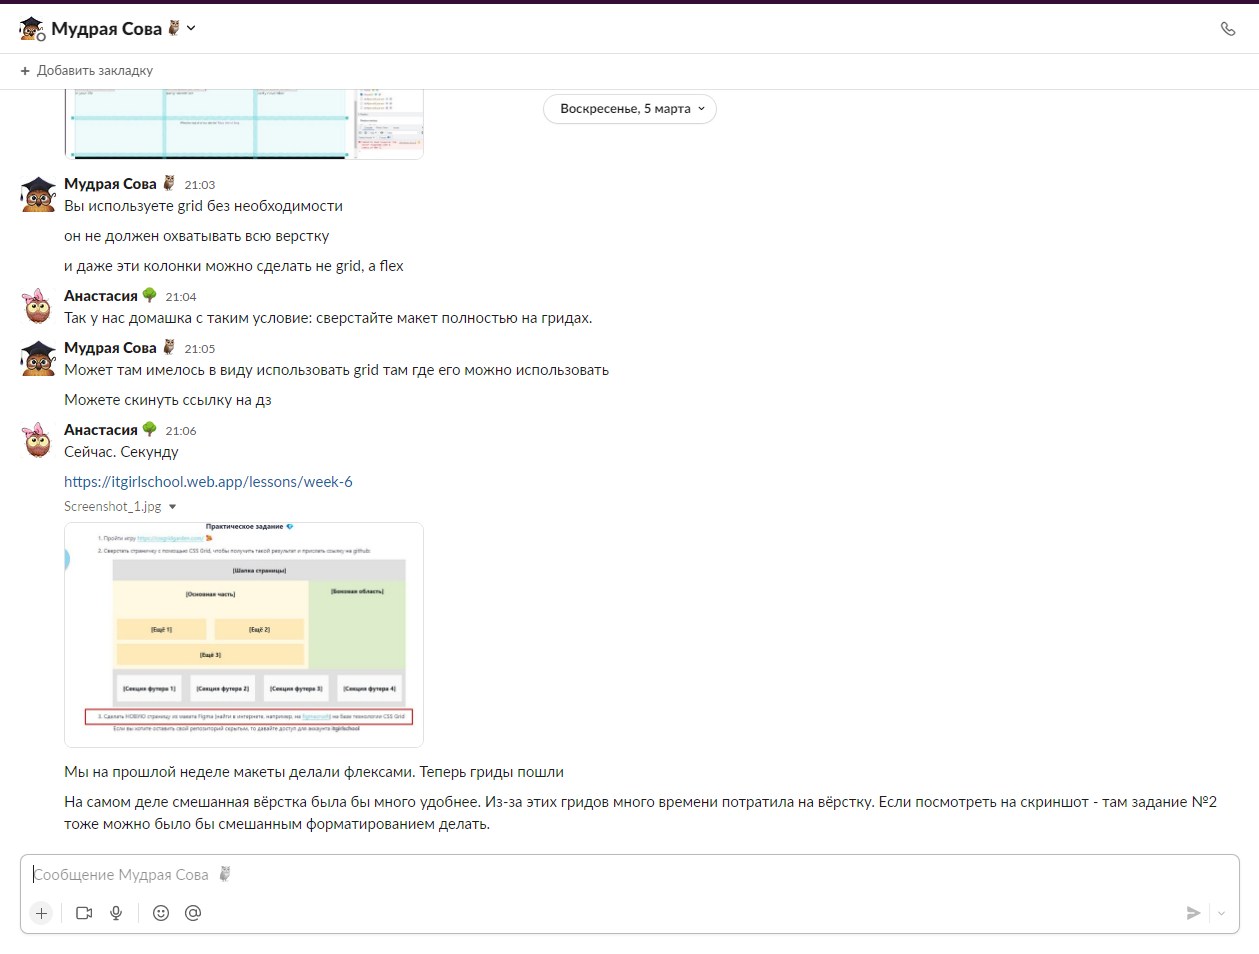 Мудрая Сова
Добавить закладку
Воскресенье, 5 марта
Мудрая Сова 21:03
Вы используете grid без необходимости
он не должен охватывать всю верстку
и даже эти колонки можно сделать не grid, а flex
Анастасия 21:04
Так у нас домашка с таким условие: сверстайте макет полностью на гридах.
Мудрая Сова 21:05
Может там имелось в виду использовать grid там где его можно использовать
Можете скинуть ссылку на дз
Анастасия 21:06
Сейчас. Секунду
https://itgirlschool.web.app/lessons/week-6
Screenshot_1.jpg
Практическое задание
1. Пройти игру
2. Сверстать страничку с помощью CSS Grid, чтобы получить такой результат и прислать ссылку на github:
[Шапка страницы]
[Основная часть] [Боковая область]
[Ещё 1] [Ещё 2]
[Ещё 3]
[Секция футера 1] [Секция футера 2] [Секция футера 3] [Секция футера 4]
3. Сделать НОВУЮ страницу из макета Figma (найти в интернете, например, на на базе технологии CSS Grid
Если вы хотите оставить свой репозиторий скрытым, то давайте доступ для аккаунта itgirlschool
Мы на прошлой неделе макеты делали флексами. Теперь гриды пошли
На самом деле смешанная вёрстка была бы много удобнее. Из-за этих гридов много времени потратила на вёрстку. Если посмотреть на скриншот - там задание №2
тоже можно было бы смешанным форматированием делать.
Сообщение Мудрая Сова